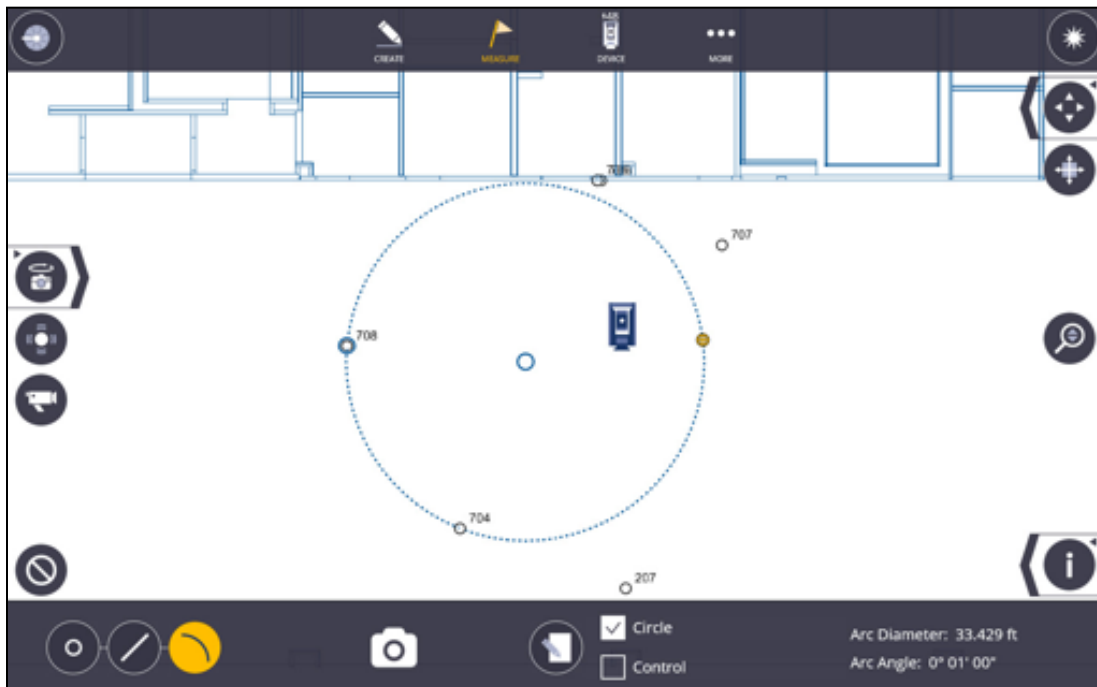 CREATE
MEASURE
DEVICE
MORE
707
708
704
207
Circle
Control
Arc Diameter: 33.429 ft
Arc Angle: 0° 01' 00"
i